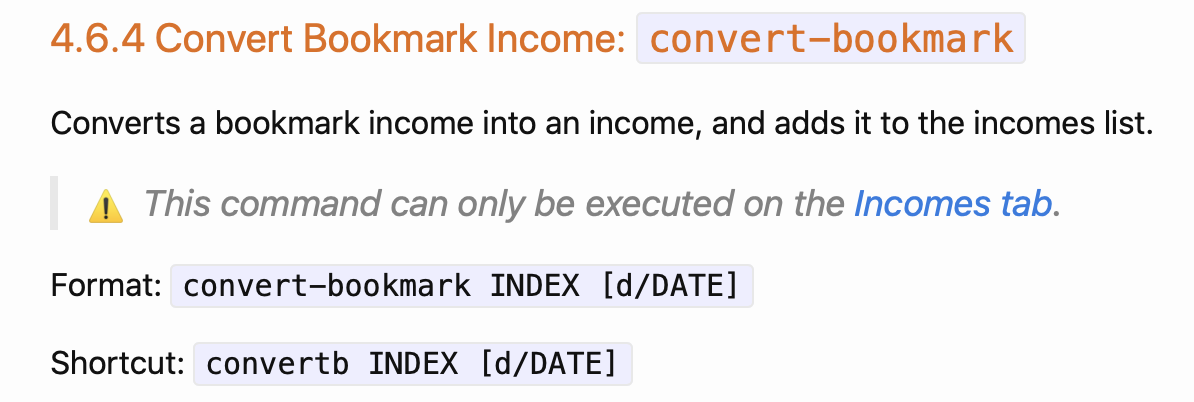 4.6.4 Convert Bookmark Income: convert-bookmark
Converts a bookmark income into an income, and adds it to the incomes list.
⚠️ This command can only be executed on the Incomes tab.
Format: convert-bookmark INDEX [d/DATE]
Shortcut: convertb INDEX [d/DATE]